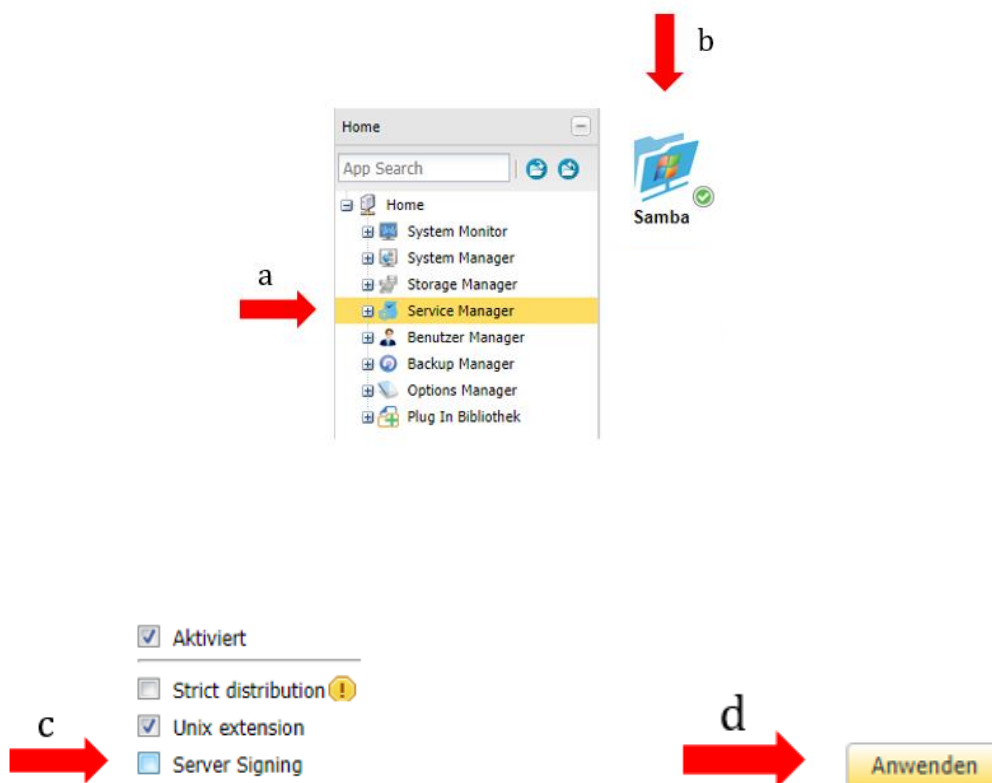 b
Home
App Search
Home
Samba
System Monitor
System Manager
a
Storage Manager
Service Manager
Benutzer Manager
Backup Manager
Options Manager
Plug In Bibliothek
Aktiviert
Strict distribution
c
Unix extension
Server Signing
d
Anwenden